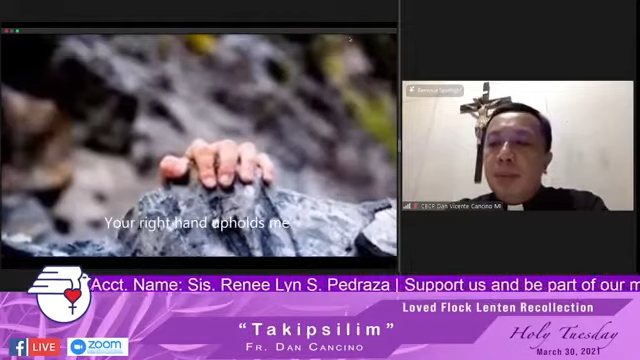 Your right hand upholds me
Remove Spotlight
CBCP Dan Vicente Cancino MI
Acct. Name: Sis. Renee Lyn S. Pedraza | Support us and be part of our m
Loved Flock Lenten Recollection
"Takipsilim"
Fr. Dan Cancino
Holy Tuesday
March 30, 2021
LIVE
zoom